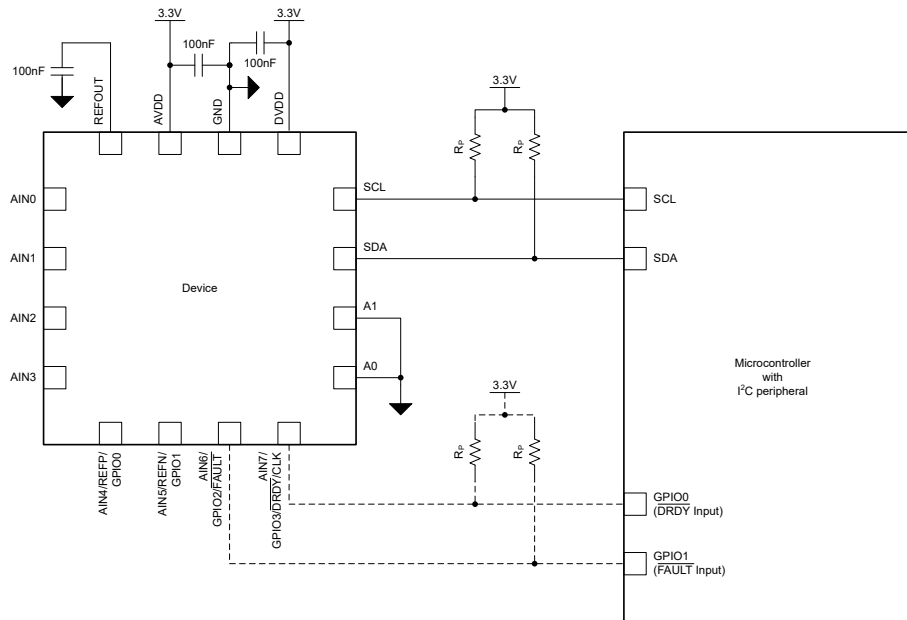 3.3V
3.3V
100nF
100nF
100nF
REFOUT
AVDD
GND
DVDD
3.3V
Rₚ
Rₚ
AIN0
AIN1
AIN2
AIN3
Device
SCL
SDA
A1
A0
SCL
SDA
Microcontroller
with
I²C peripheral
AIN4/REFP/
GPIO0
AIN5/REFN/
GPIO1
AIN6/
GPIO2/FAULT
AIN7/
GPIO3/DRDY/CLK
3.3V
Rₚ
Rₚ
GPIO0
(DRDY Input)
GPIO1
(FAULT Input)